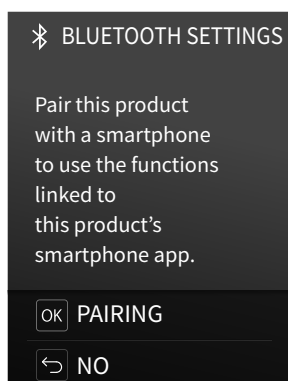 BLUETOOTH SETTINGS
Pair this product
with a smartphone
to use the functions
linked to
this product's
smartphone app.
OK PAIRING
NO